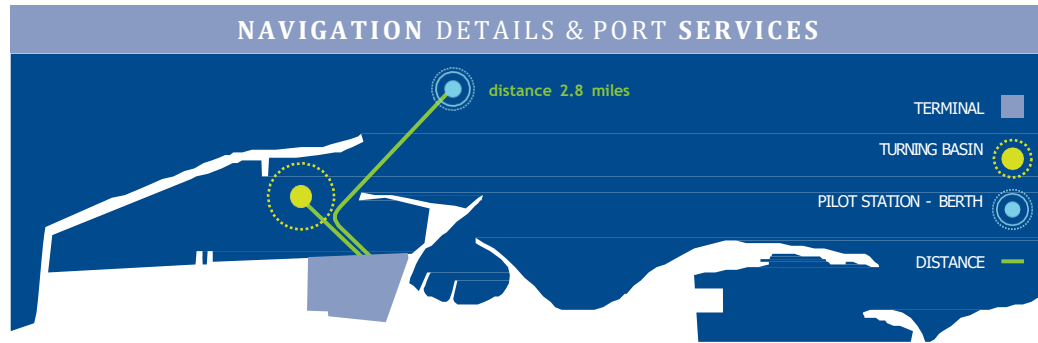 NAVIGATION DETAILS & PORT SERVICES
distance 2.8 miles
TERMINAL
TURNING BASIN
PILOT STATION - BERTH
DISTANCE